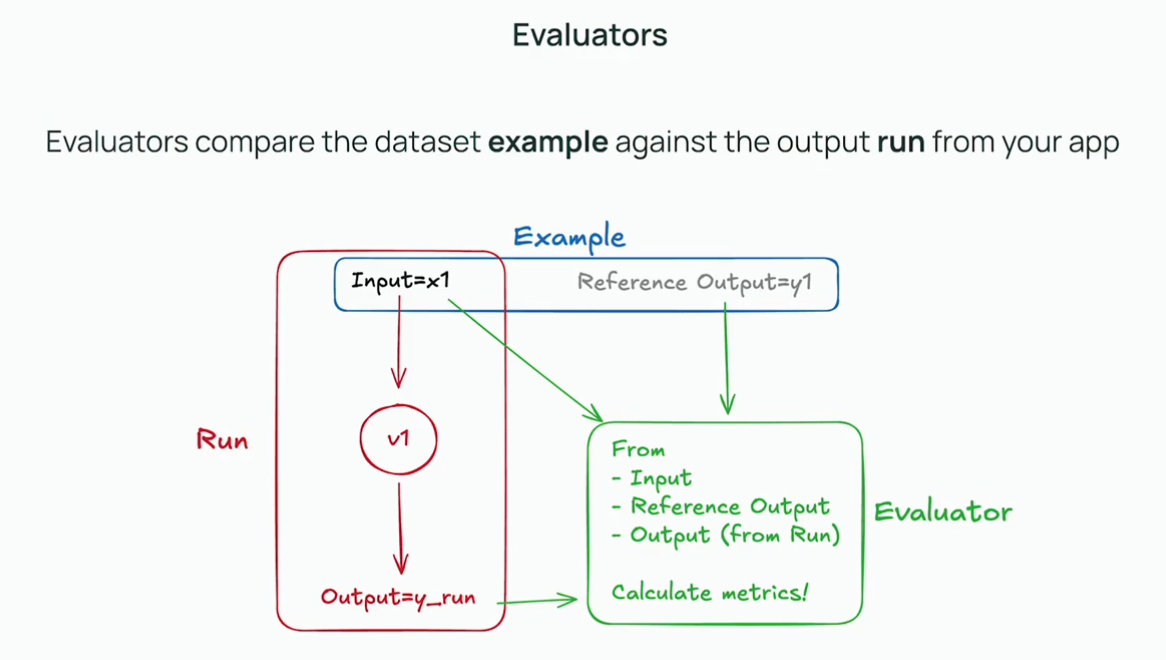 Evaluators
Evaluators compare the dataset example against the output run from your app
Example
Input=x1
Reference Output=y1
Run
v1
Output=y_run
From
- Input
- Reference Output
- Output (from Run)
Calculate metrics!
Evaluator